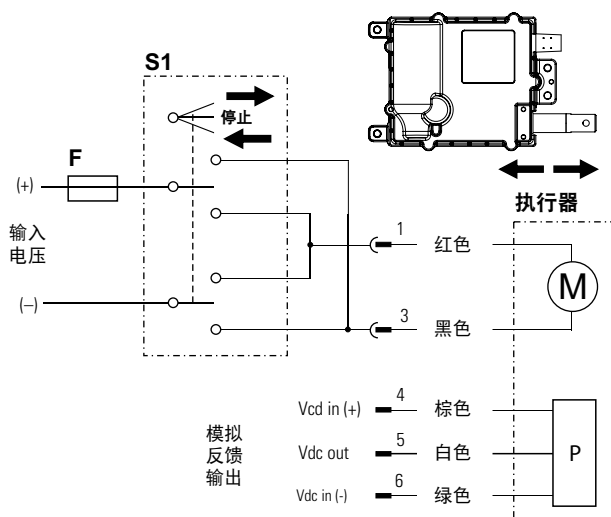 S1
停止
F
(+)
输入
电压
(–)
执行器
1
红色
M
3
黑色
模拟
反馈
输出
Vcd in (+)
4
棕色
Vdc out
5
白色
P
Vdc in (-)
6
绿色